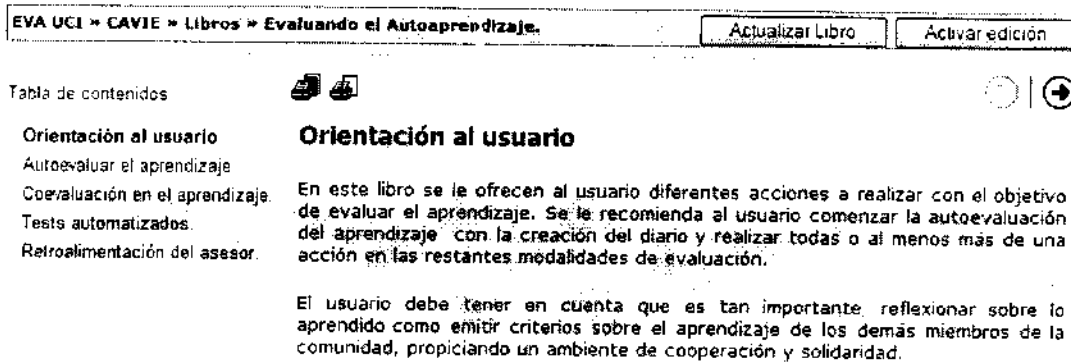 EVA UCI » CAVIE » Libros » Evaluando el Autoaprendizaje.
Actualizar Libro
Activar edición
Tabla de contenidos
Orientación al usuario
Autoevaluar el aprendizaje
Coevaluación en el aprendizaje.
Tests automatizados.
Retroalimentación del asesor.
Orientación al usuario
En este libro se le ofrecen al usuario diferentes acciones a realizar con el objetivo
de evaluar el aprendizaje. Se le recomienda al usuario comenzar la autoevaluación
del aprendizaje con la creación del diario y realizar todas o al menos más de una
acción en las restantes modalidades de evaluación.
El usuario debe tener en cuenta que es tan importante reflexionar sobre lo
aprendido como emitir criterios sobre el aprendizaje de los demás miembros de la
comunidad, propiciando un ambiente de cooperación y solidaridad.